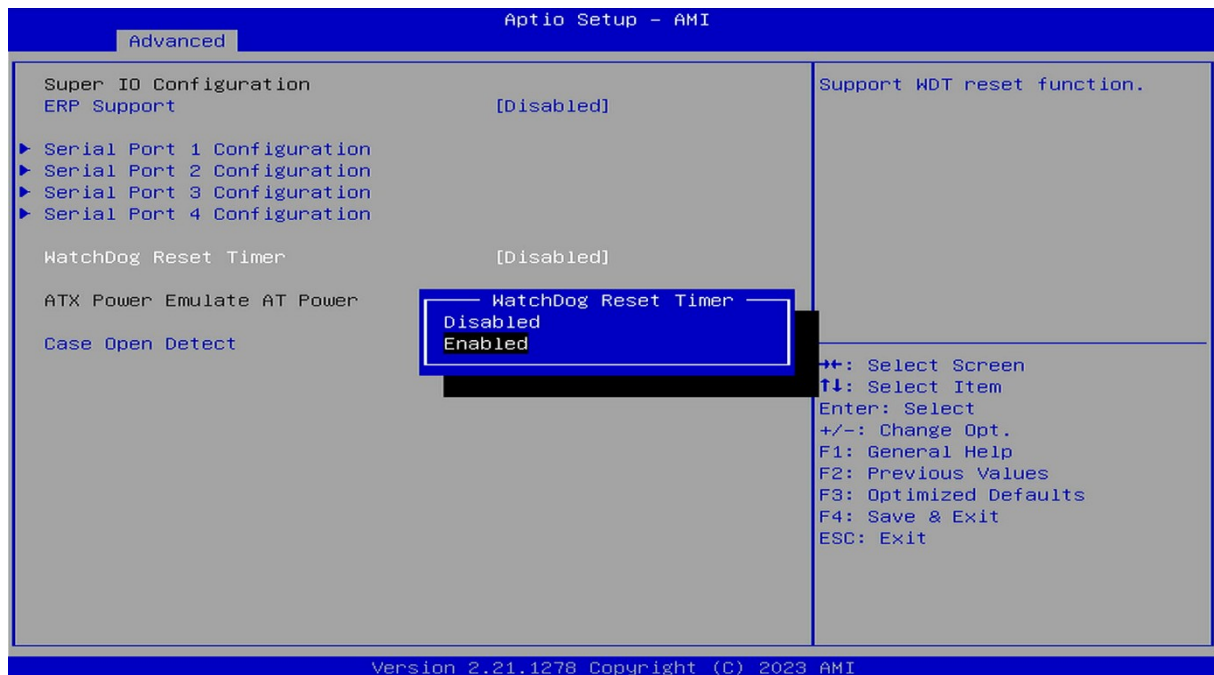 Aptio Setup – AMI
Advanced
Super IO Configuration
ERP Support [Disabled]
► Serial Port 1 Configuration
► Serial Port 2 Configuration
► Serial Port 3 Configuration
► Serial Port 4 Configuration
WatchDog Reset Timer [Disabled]
ATX Power Emulate AT Power
Case Open Detect
WatchDog Reset Timer
Disabled
Enabled
Support WDT reset function.
→←: Select Screen
↑↓: Select Item
Enter: Select
+/-: Change Opt.
F1: General Help
F2: Previous Values
F3: Optimized Defaults
F4: Save & Exit
ESC: Exit
Version 2.21.1278 Copyright (C) 2023 AMI